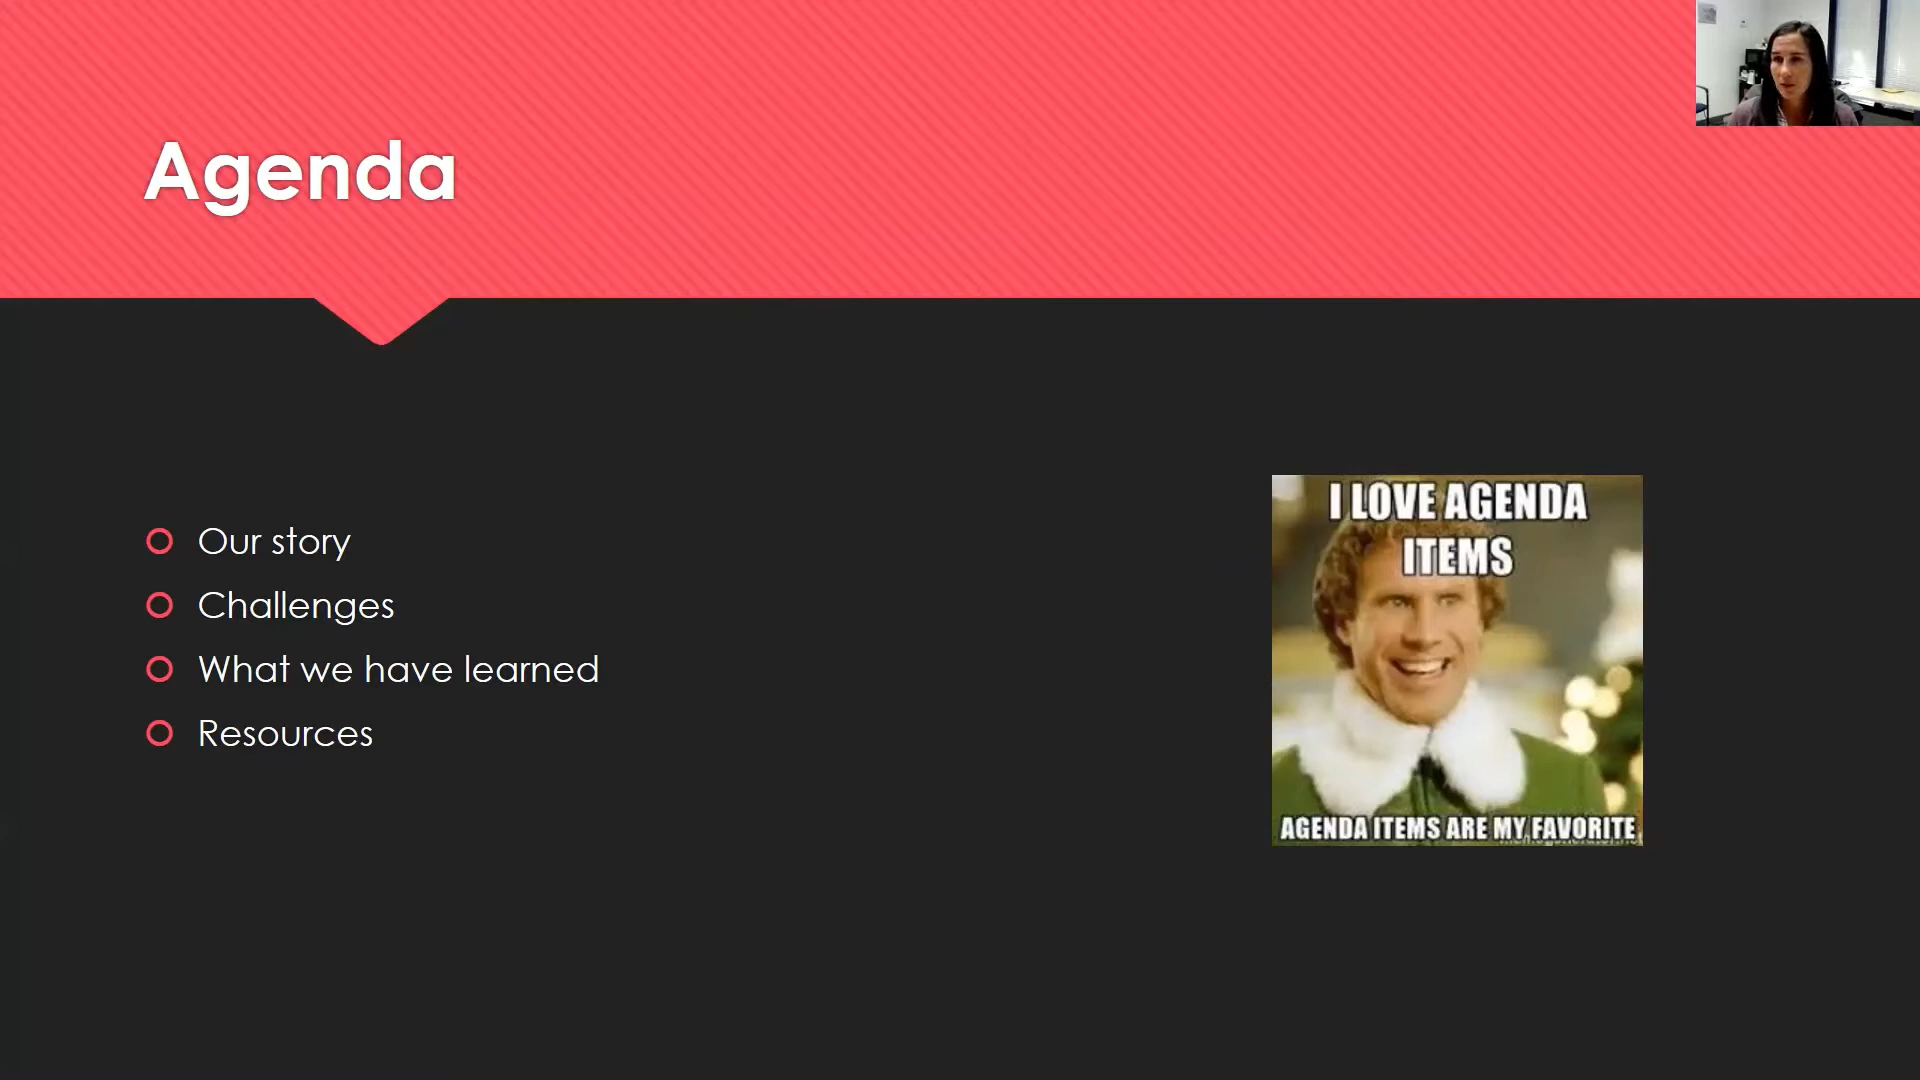 Agenda
Our story
Challenges
What we have learned
Resources
I LOVE AGENDA
ITEMS
AGENDA ITEMS ARE MY FAVORITE